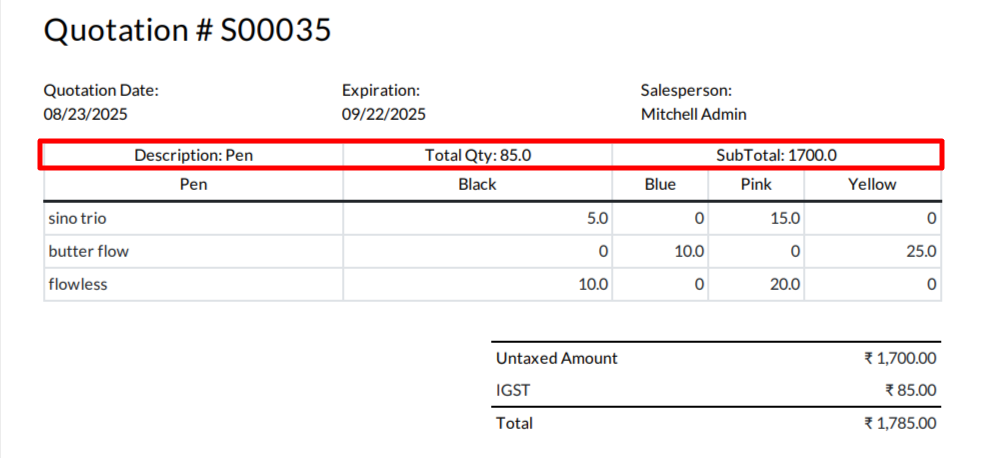 Quotation # S00035
Quotation Date: Expiration: Salesperson:
08/23/2025 09/22/2025 Mitchell Admin
Description: Pen Total Qty: 85.0 SubTotal: 1700.0
Pen Black Blue Pink Yellow
sino trio 5.0 0 15.0 0
butter flow 0 10.0 0 25.0
flowless 10.0 0 20.0 0
Untaxed Amount ₹ 1,700.00
IGST ₹ 85.00
Total ₹ 1,785.00